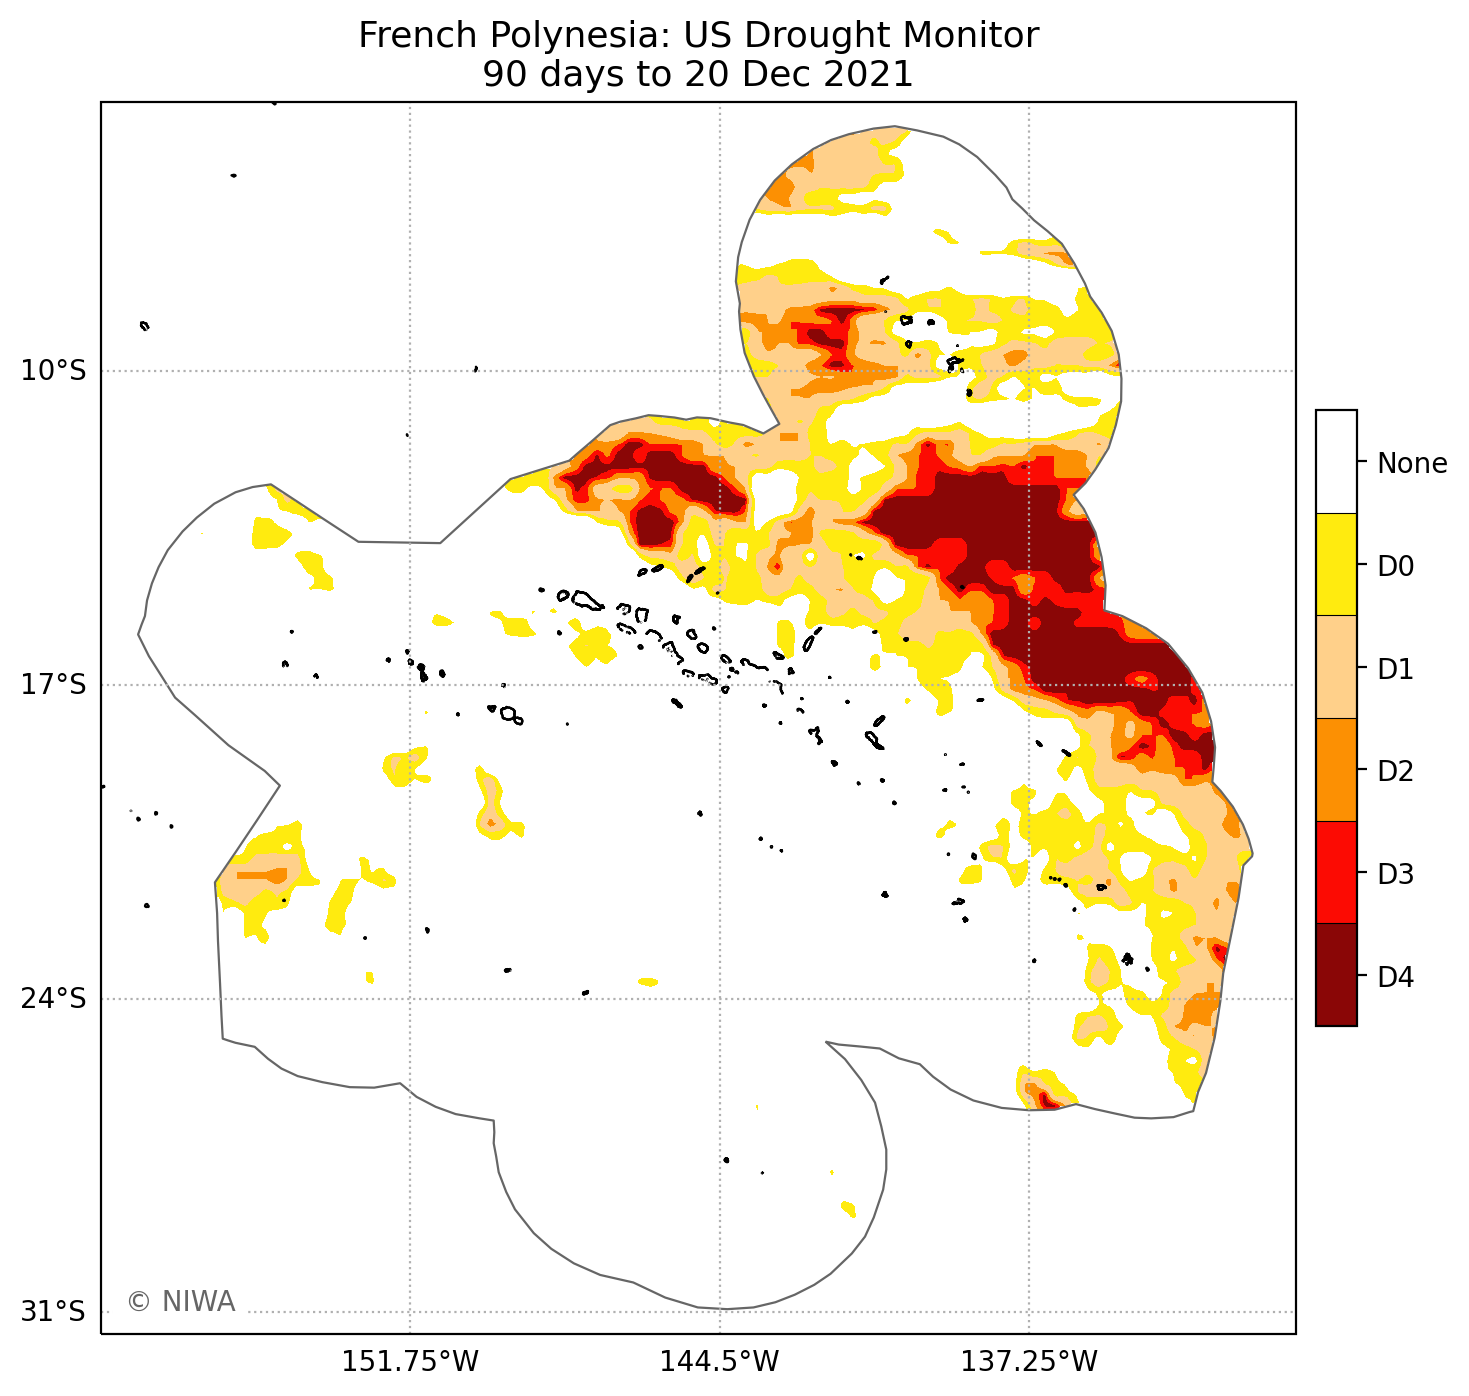 French Polynesia: US Drought Monitor
90 days to 20 Dec 2021
10°S
17°S
24°S
31°S
151.75°W
144.5°W
137.25°W
None
D0
D1
D2
D3
D4
© NIWA